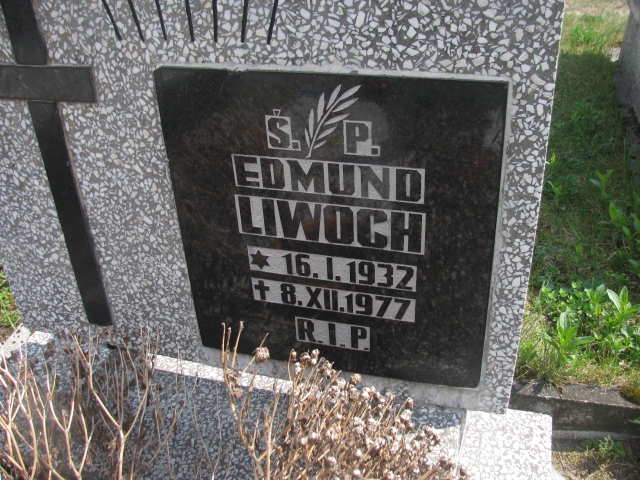 Ś. P.
EDMUND
LIWOCH
* 16.I.1932
✝ 8.XII.1977
R.I.P.